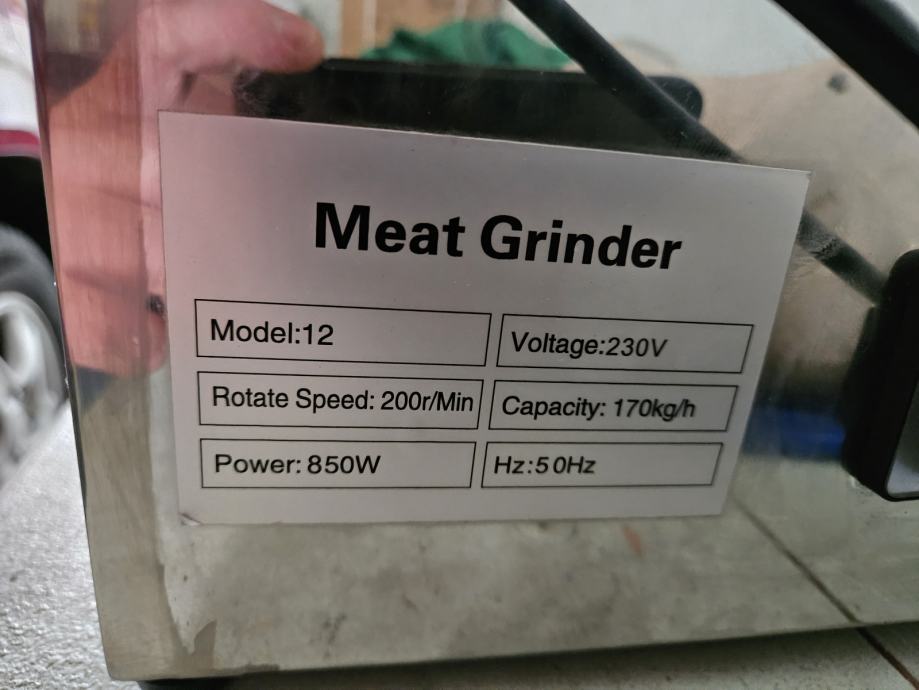 Meat Grinder
Model:12
Voltage:230V
Rotate Speed: 200r/Min
Capacity: 170kg/h
Power: 850W
Hz:50Hz